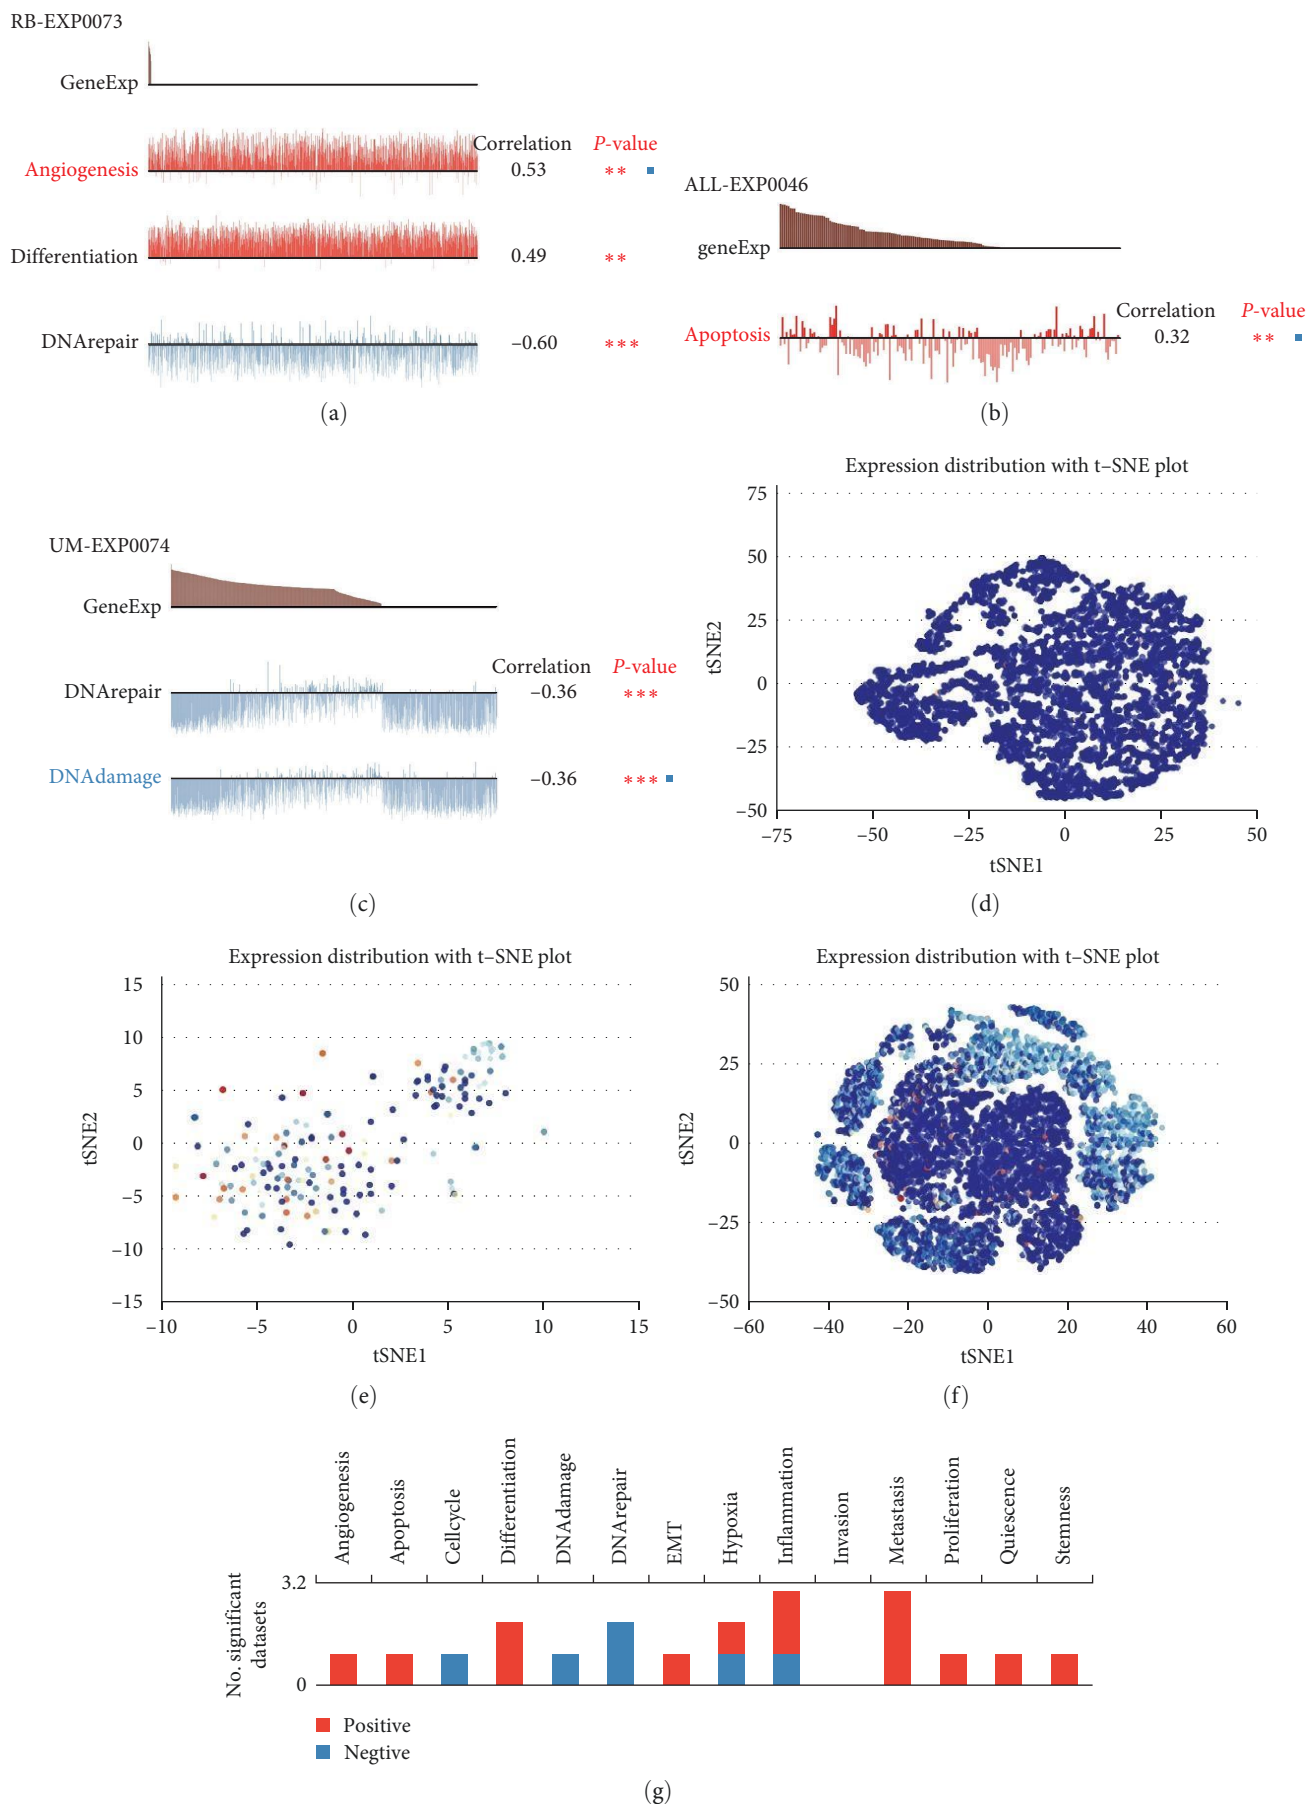 RB-EXP0073
GeneExp
Correlation P-value
Angiogenesis 0.53 **
Differentiation 0.49 **
DNArepair −0.60 ***
(a)
ALL-EXP0046
geneExp
Correlation P-value
Apoptosis 0.32 **
(b)
UM-EXP0074
GeneExp
Correlation P-value
DNArepair −0.36 ***
DNAdamage −0.36 ***
(c)
Expression distribution with t–SNE plot
75
50
25
0
−25
−50
tSNE2
−75 −50 −25 0 25 50
tSNE1
(d)
Expression distribution with t–SNE plot
15
10
5
0
−5
−10
−15
tSNE2
−10 −5 0 5 10 15
tSNE1
(e)
Expression distribution with t–SNE plot
50
25
0
−25
−50
tSNE2
−60 −40 −20 0 20 40 60
tSNE1
(f)
Angiogenesis
Apoptosis
Cellcycle
Differentiation
DNAdamage
DNArepair
EMT
Hypoxia
Inflammation
Invasion
Metastasis
Proliferation
Quiescence
Stemness
3.2
0
No. significant
datasets
Positive
Negtive
(g)